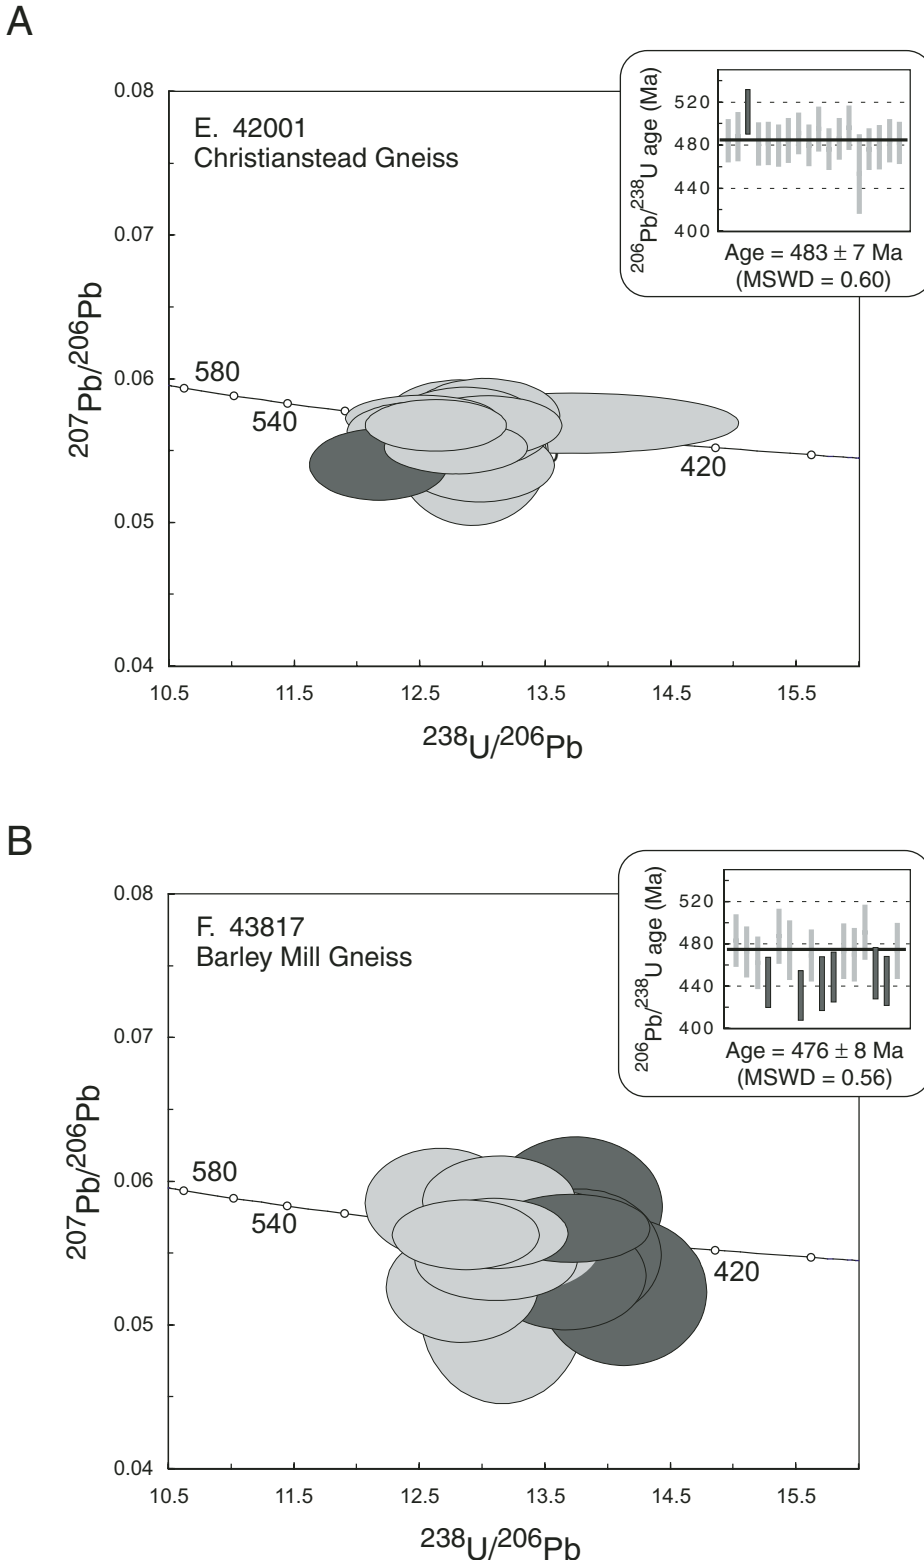 A
0.08
0.07
0.06
0.05
0.04
207Pb/206Pb
E. 42001
Christianstead Gneiss
580
540
420
10.5 11.5 12.5 13.5 14.5 15.5
238U/206Pb
206Pb/238U age (Ma)
520
480
440
400
Age = 483 ± 7 Ma
(MSWD = 0.60)
B
0.08
0.07
0.06
0.05
0.04
207Pb/206Pb
F. 43817
Barley Mill Gneiss
580
540
420
10.5 11.5 12.5 13.5 14.5 15.5
238U/206Pb
206Pb/238U age (Ma)
520
480
440
400
Age = 476 ± 8 Ma
(MSWD = 0.56)